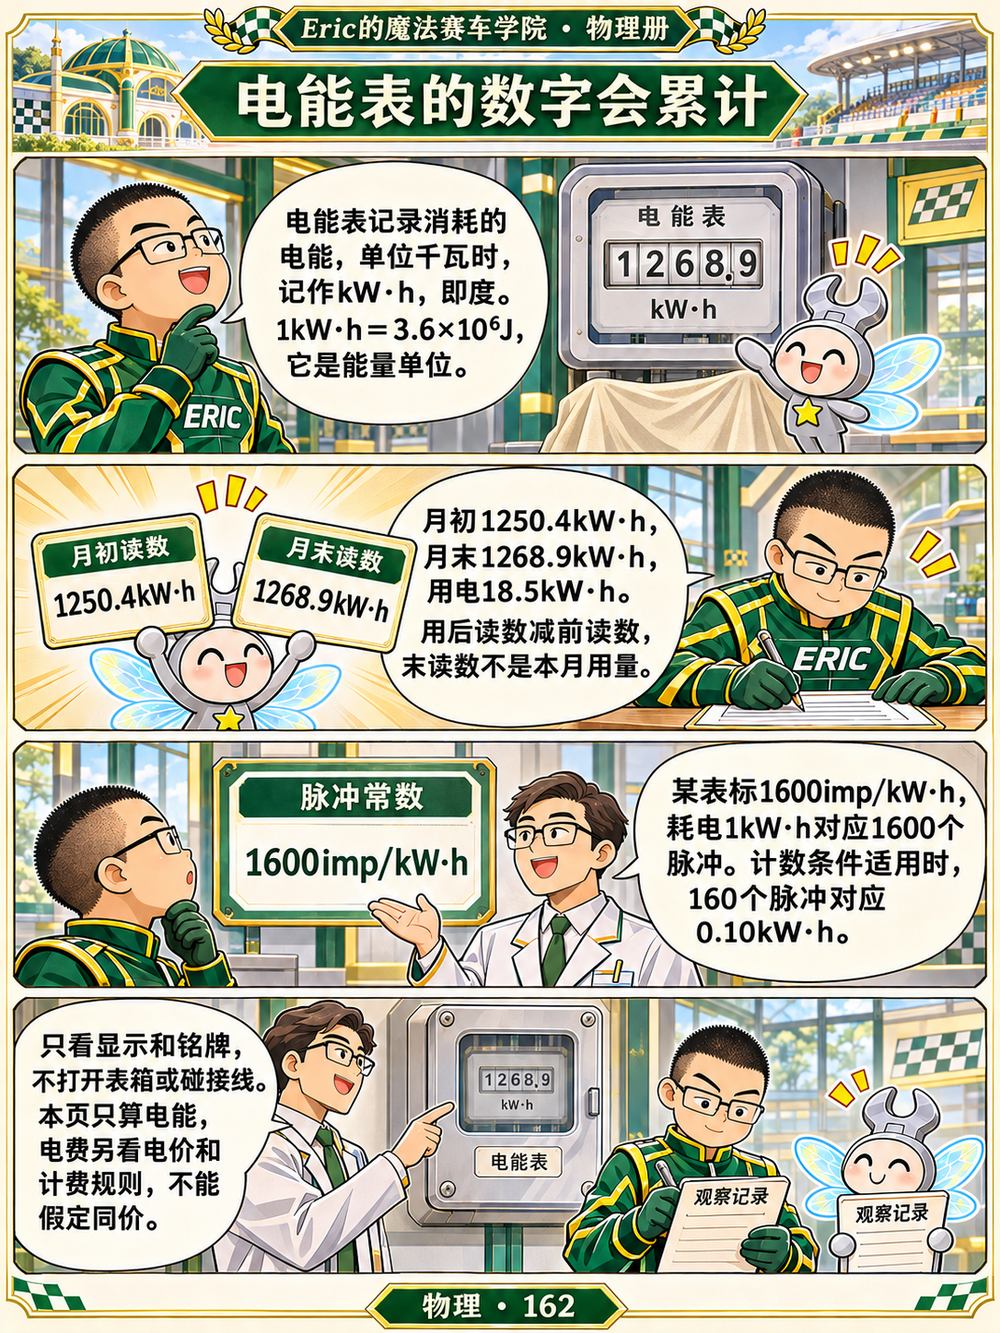 Eric的魔法赛车学院 • 物理册
电能表的数字会累计
电能表记录消耗的
电能，单位千瓦时，
记作kW·h，即度。
1kW·h＝3.6×10⁶J，
它是能量单位。
电能表
1268.9
kW·h
ERIC
月初读数
1250.4kW·h
月末读数
1268.9kW·h
月初1250.4kW·h，
月末1268.9kW·h，
用电18.5kW·h。
用后读数减前读数，
末读数不是本月用量。
ERIC
脉冲常数
1600imp/kW·h
某表标1600imp/kW·h，
耗电1kW·h对应1600个
脉冲。计数条件适用时，
160个脉冲对应
0.10kW·h。
只看显示和铭牌，
不打开表箱或碰接线。
本页只算电能，
电费另看电价和
计费规则，不能
假定同价。
1268.9
kW·h
电能表
观察记录
观察记录
物理 • 162